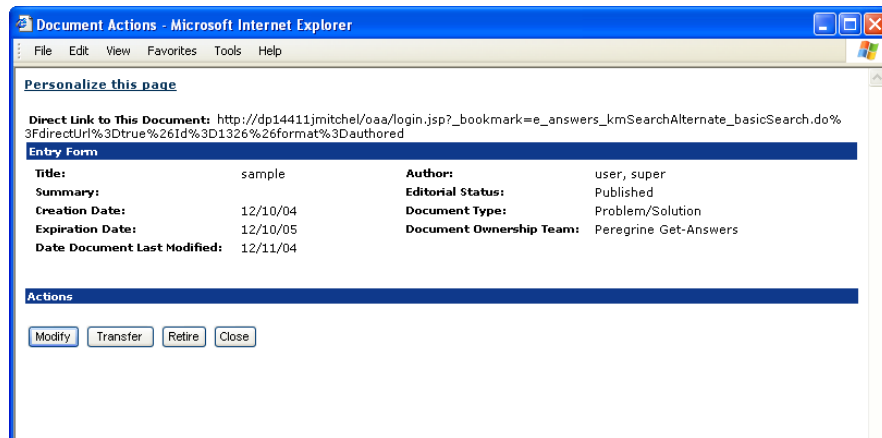 Document Actions - Microsoft Internet Explorer
File Edit View Favorites Tools Help
Personalize this page
Direct Link to This Document: http://dp14411jmitchel/oaa/login.jsp?_bookmark=e_answers_kmSearchAlternate_basicSearch.do%
3FdirectUrl%3Dtrue%26Id%3D1326%26format%3Dauthored
Entry Form
Title: sample Author: user, super
Summary: Editorial Status: Published
Creation Date: 12/10/04 Document Type: Problem/Solution
Expiration Date: 12/10/05 Document Ownership Team: Peregrine Get-Answers
Date Document Last Modified: 12/11/04
Actions
Modify Transfer Retire Close